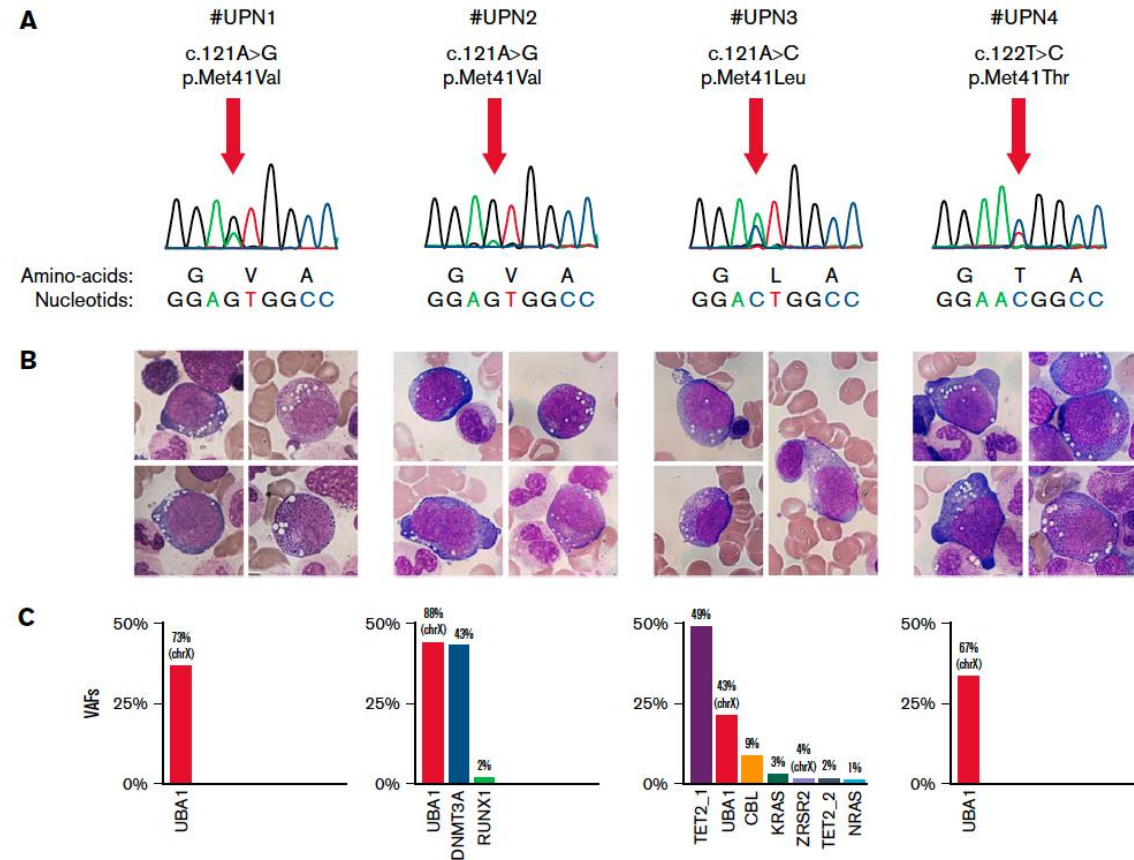 A
#UPN1 #UPN2 #UPN3 #UPN4
c.121A>G c.121A>G c.121A>C c.122T>C
p.Met41Val p.Met41Val p.Met41Leu p.Met41Thr
Amino-acids: G V A G V A G L A G T A
Nucleotids: GGAGTGGCC GGAGTGGCC GGACTGGCC GGAACGGCC
B
C
VAFs
50%
25%
0%
73%
(chrX)
UBA1
50%
25%
0%
88%
(chrX)
43%
2%
UBA1
DNMT3A
RUNX1
50%
25%
0%
49%
43%
(chrX)
9%
3%
4%
(chrX)
2%
1%
TET2_1
UBA1
CBL
KRAS
ZRSR2
TET2_2
NRAS
50%
25%
0%
67%
(chrX)
UBA1